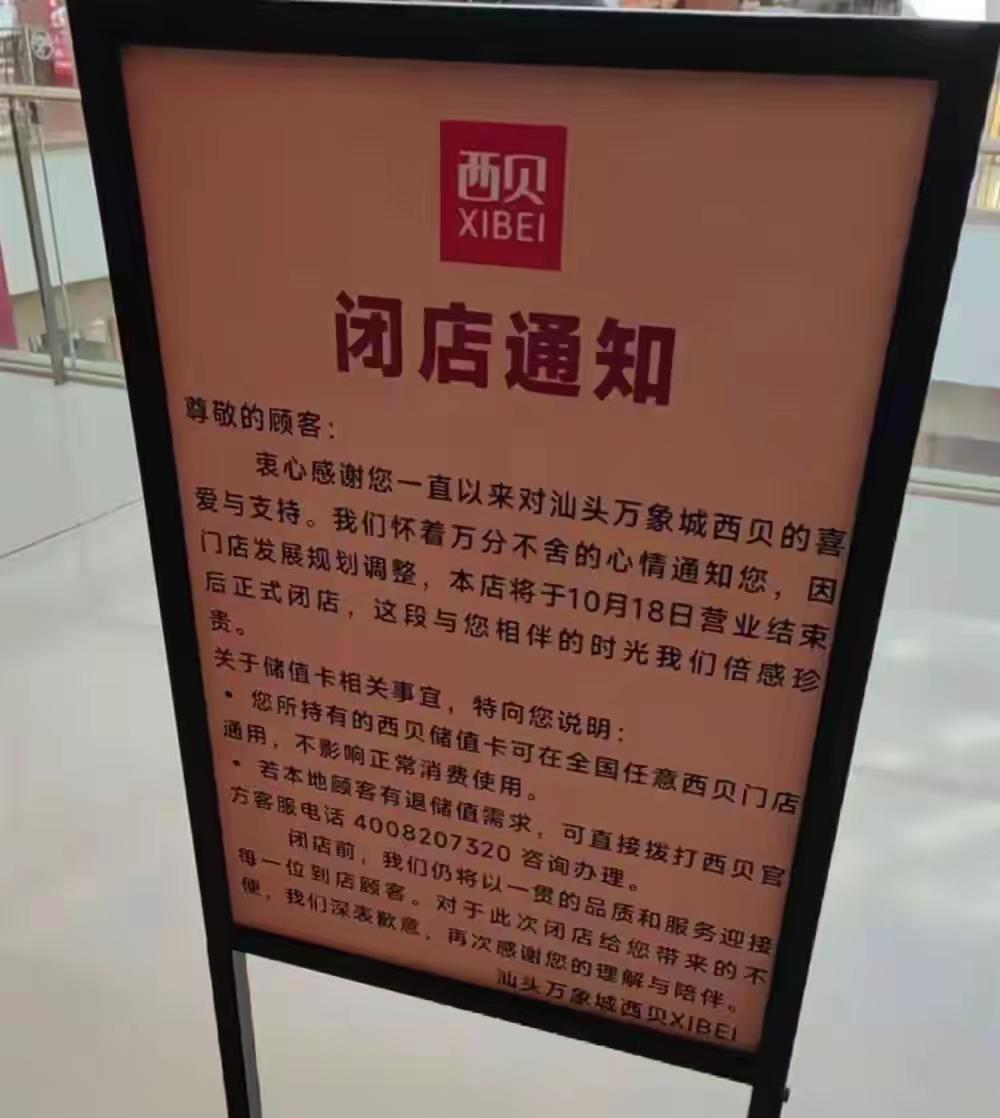 西贝
XIBEI
闭店通知
尊敬的顾客：
衷心感谢您一直以来对汕头万象城西贝的喜
爱与支持。我们怀着万分不舍的心情通知您，因
门店发展规划调整，本店将于10月18日营业结束
后正式闭店，这段与您相伴的时光我们倍感珍
贵。
关于储值卡相关事宜，特向您说明：
• 您所持有的西贝储值卡可在全国任意西贝门店
通用，不影响正常消费使用。
• 若本地顾客有退储值需求，可直接拨打西贝官
方客服电话 4008207320 咨询办理。
闭店前，我们仍将以一贯的品质和服务迎接
每一位到店顾客。对于此次闭店给您带来的不
便，我们深表歉意，再次感谢您的理解与陪伴。
汕头万象城西贝XIBEI